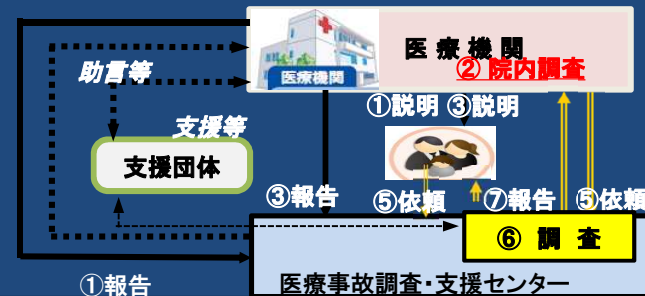 医療機関
医療機関
② 院内調査
助言等
①説明 ③説明
支援等
支援団体
③報告
⑤依頼
⑦報告
⑤依頼
⑥ 調 査
①報告
医療事故調査・支援センター